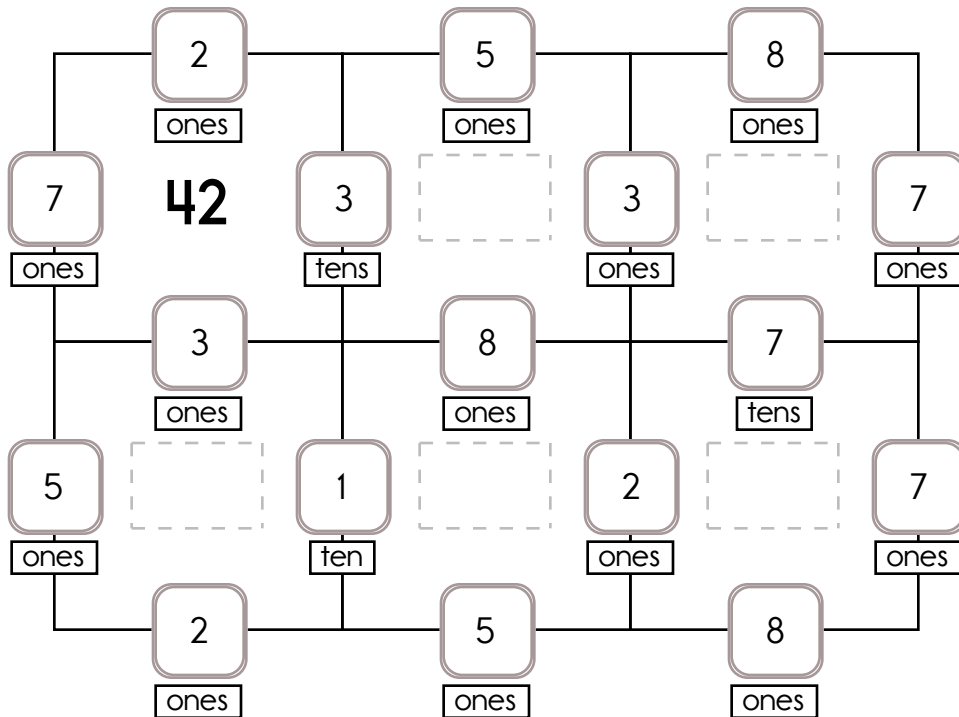 2 5 8
ones ones ones
7 42 3 3 7
ones tens ones ones
3 8 7
ones ones tens
5 1 2 7
ones ten ones ones
2 5 8
ones ones ones